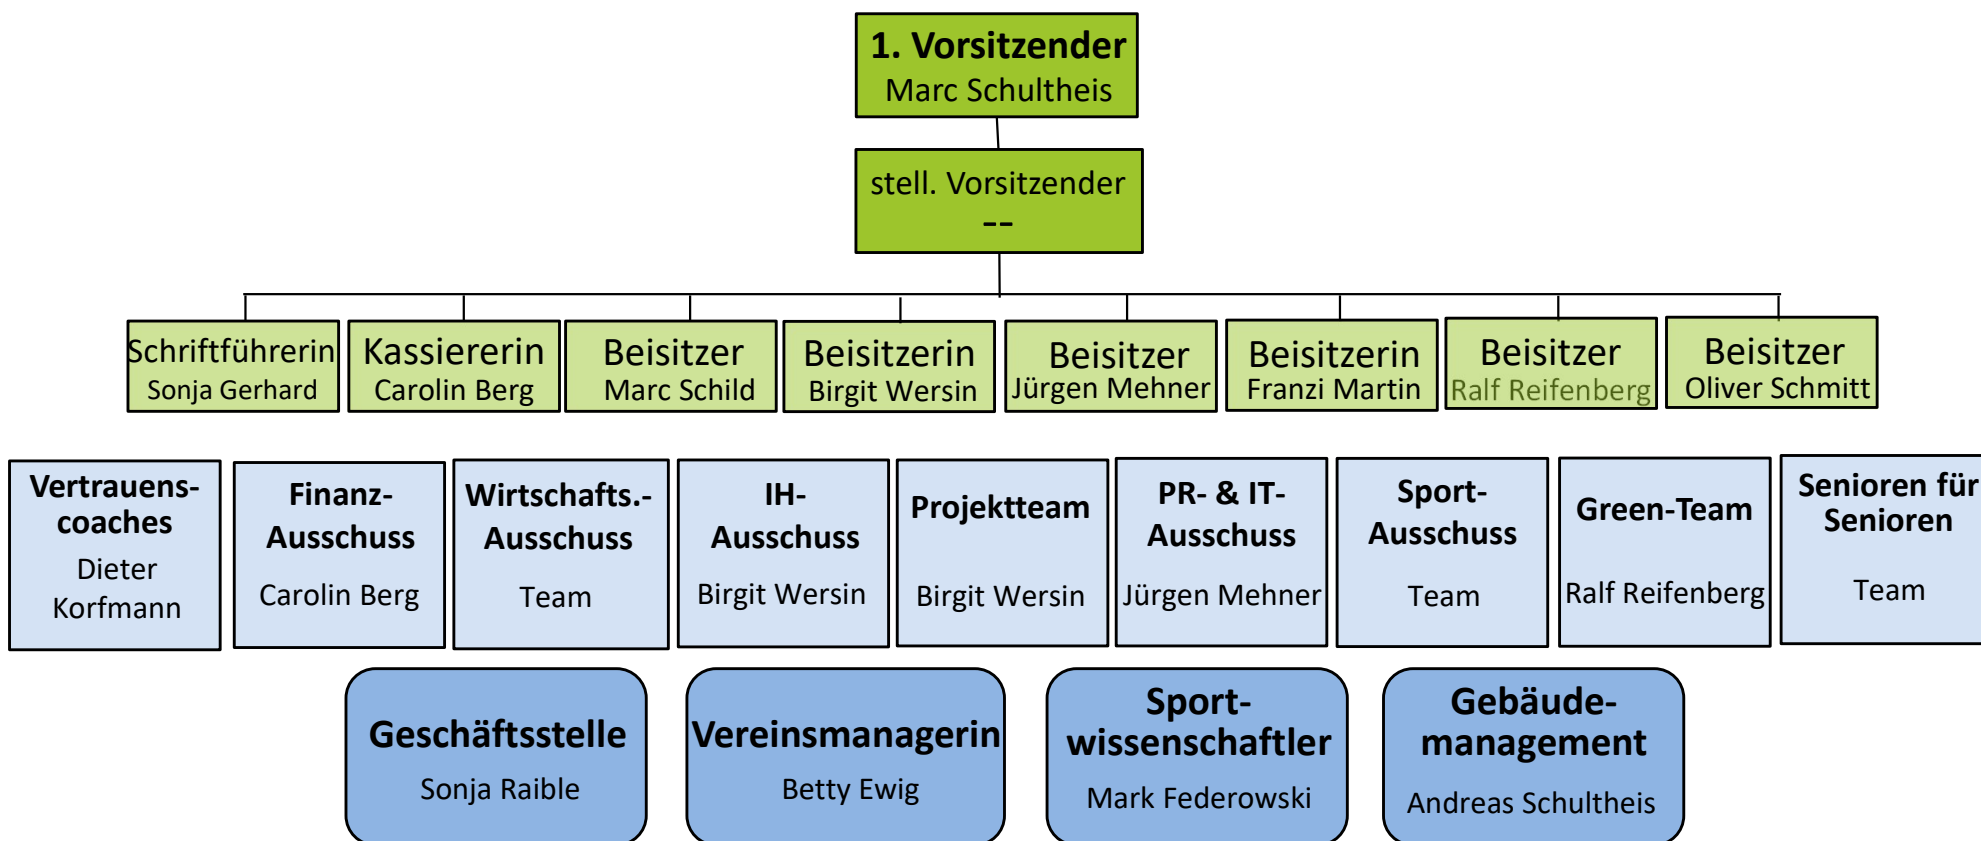 1. Vorsitzender
Marc Schultheis
stell. Vorsitzender
--
Schriftführerin
Sonja Gerhard
Kassiererin
Carolin Berg
Beisitzer
Marc Schild
Beisitzerin
Birgit Wersin
Beisitzer
Jürgen Mehner
Beisitzerin
Franzi Martin
Beisitzer
Ralf Reifenberg
Beisitzer
Oliver Schmitt
Vertrauens-
coaches
Dieter
Korfmann
Finanz-
Ausschuss
Carolin Berg
Wirtschafts.-
Ausschuss
Team
IH-
Ausschuss
Birgit Wersin
Projektteam
Birgit Wersin
PR- & IT-
Ausschuss
Jürgen Mehner
Sport-
Ausschuss
Team
Green-Team
Ralf Reifenberg
Senioren für
Senioren
Team
Geschäftsstelle
Sonja Raible
Vereinsmanagerin
Betty Ewig
Sport-
wissenschaftler
Mark Federowski
Gebäude-
management
Andreas Schultheis